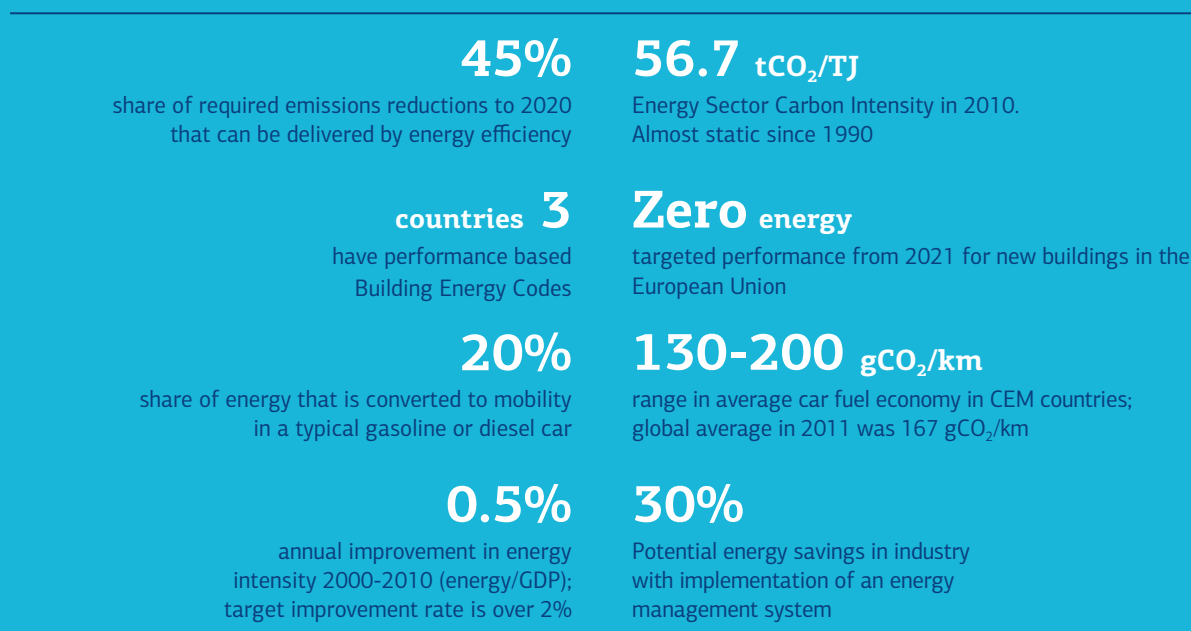 45%
share of required emissions reductions to 2020
that can be delivered by energy efficiency
56.7 tCO₂/TJ
Energy Sector Carbon Intensity in 2010.
Almost static since 1990
countries 3
have performance based
Building Energy Codes
Zero energy
targeted performance from 2021 for new buildings in the
European Union
20%
share of energy that is converted to mobility
in a typical gasoline or diesel car
130-200 gCO₂/km
range in average car fuel economy in CEM countries;
global average in 2011 was 167 gCO₂/km
0.5%
annual improvement in energy
intensity 2000-2010 (energy/GDP);
target improvement rate is over 2%
30%
Potential energy savings in industry
with implementation of an energy
management system